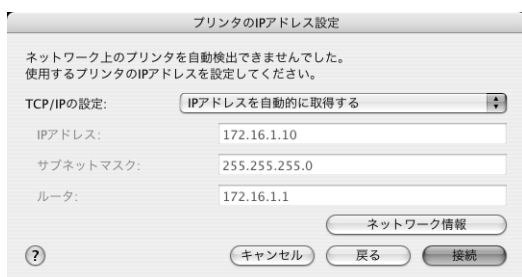 プリンタのIPアドレス設定
ネットワーク上のプリンタを自動検出できませんでした。
使用するプリンタのIPアドレスを設定してください。
TCP/IPの設定: IPアドレスを自動的に取得する
IPアドレス: 172.16.1.10
サブネットマスク: 255.255.255.0
ルータ: 172.16.1.1
ネットワーク情報
? キャンセル 戻る 接続